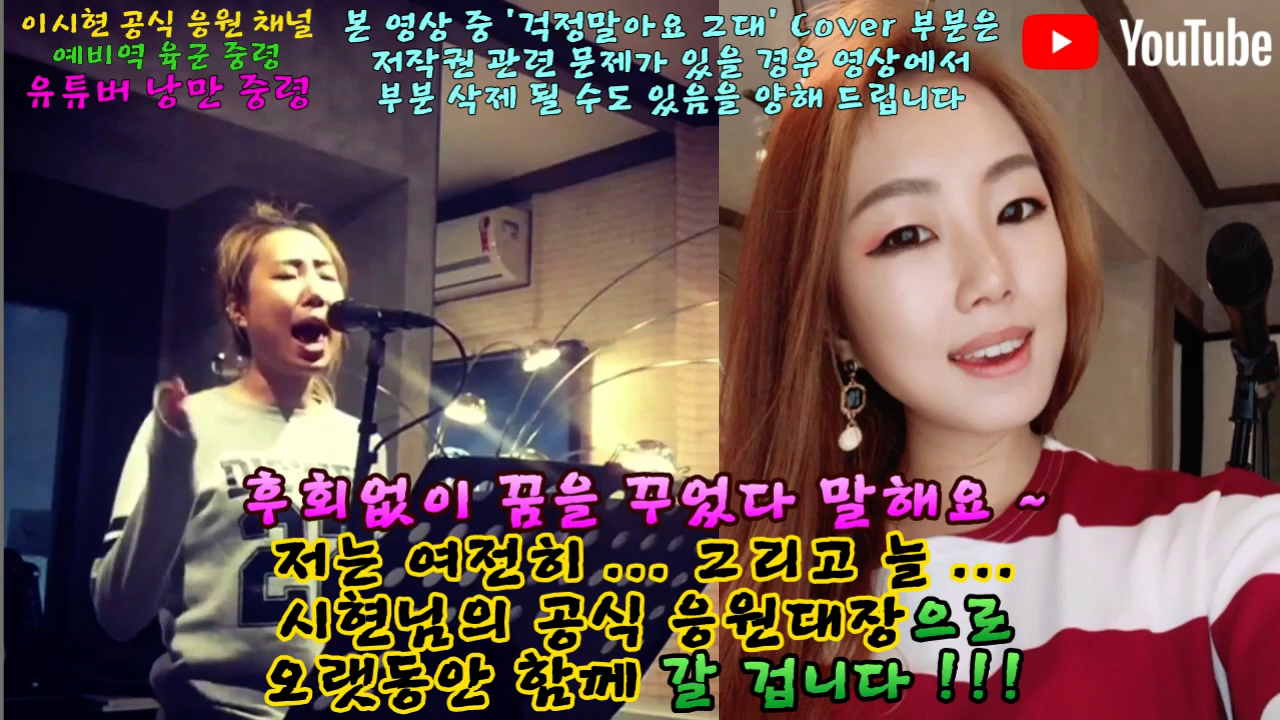 이시현 공식 응원 채널
예비역 육군 중령
유튜버 낭만 중령
본 영상 중 '걱정말아요 그대' Cover 부분은
저작권 관련 문제가 있을 경우 영상에서
부분 삭제 될 수도 있음을 양해 드립니다
YouTube
후회없이 꿈을 꾸었다 말해요 ~
저는 여전히 ... 그리고 늘 ...
시현님의 공식 응원대장으로
오랫동안 함께 갈 겁니다 !!!